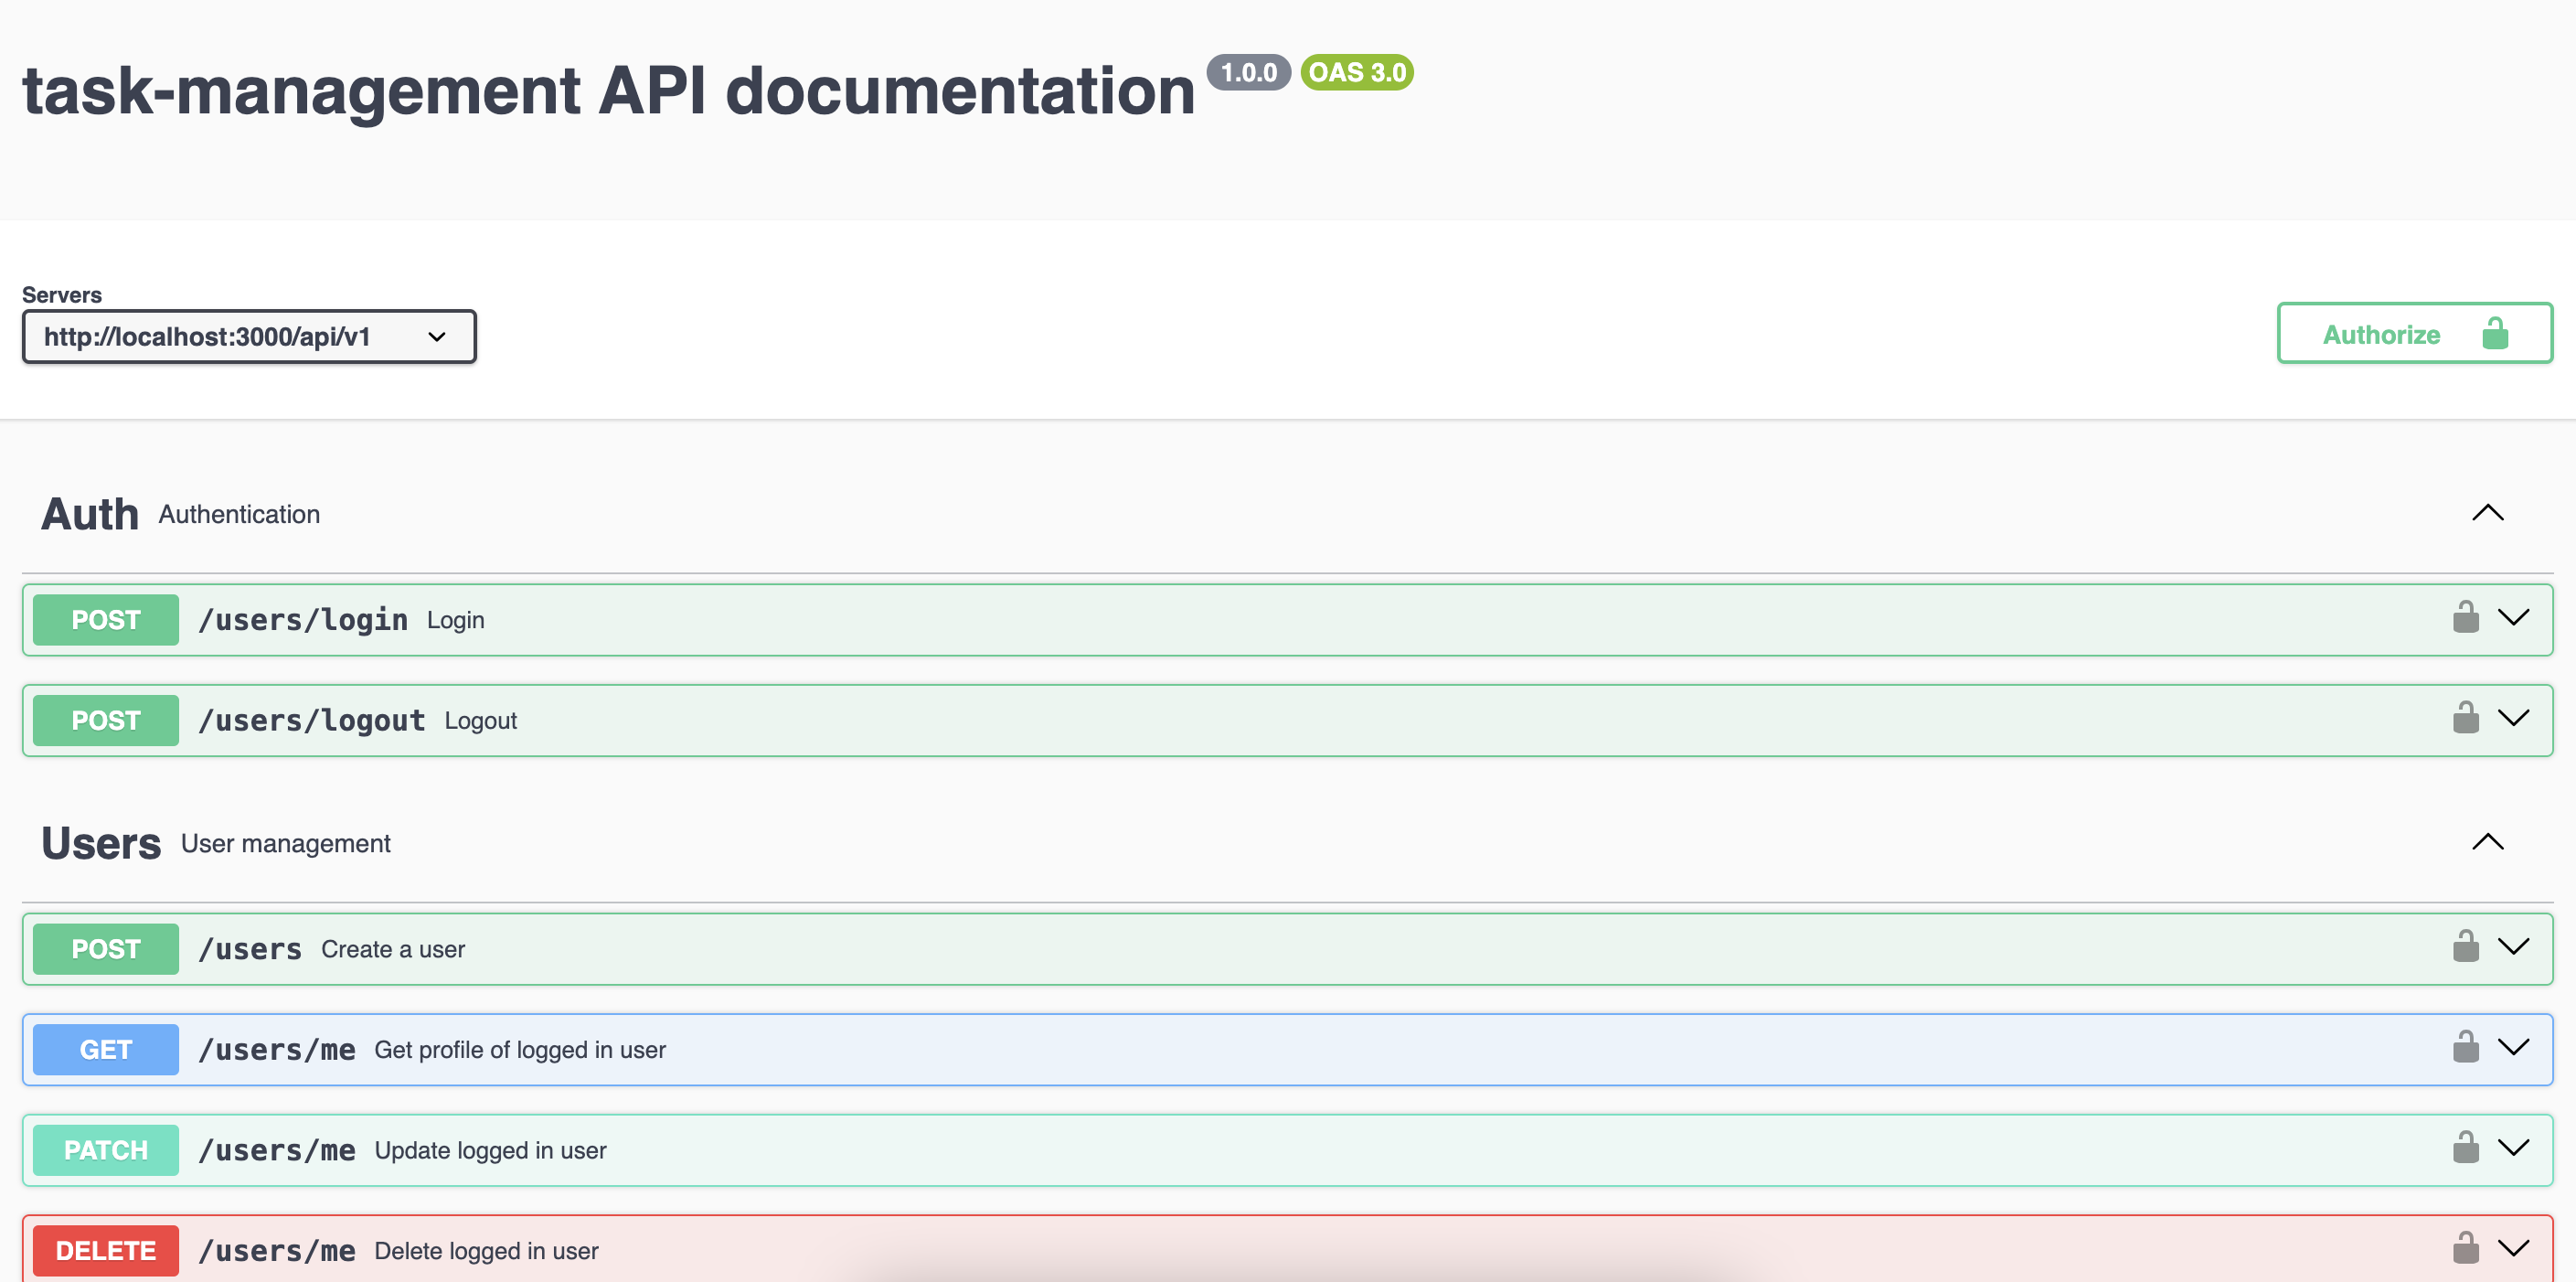 task-management API documentation 1.0.0 OAS 3.0
Servers
http://localhost:3000/api/v1
Authorize
Auth Authentication
POST /users/login Login
POST /users/logout Logout
Users User management
POST /users Create a user
GET /users/me Get profile of logged in user
PATCH /users/me Update logged in user
DELETE /users/me Delete logged in user